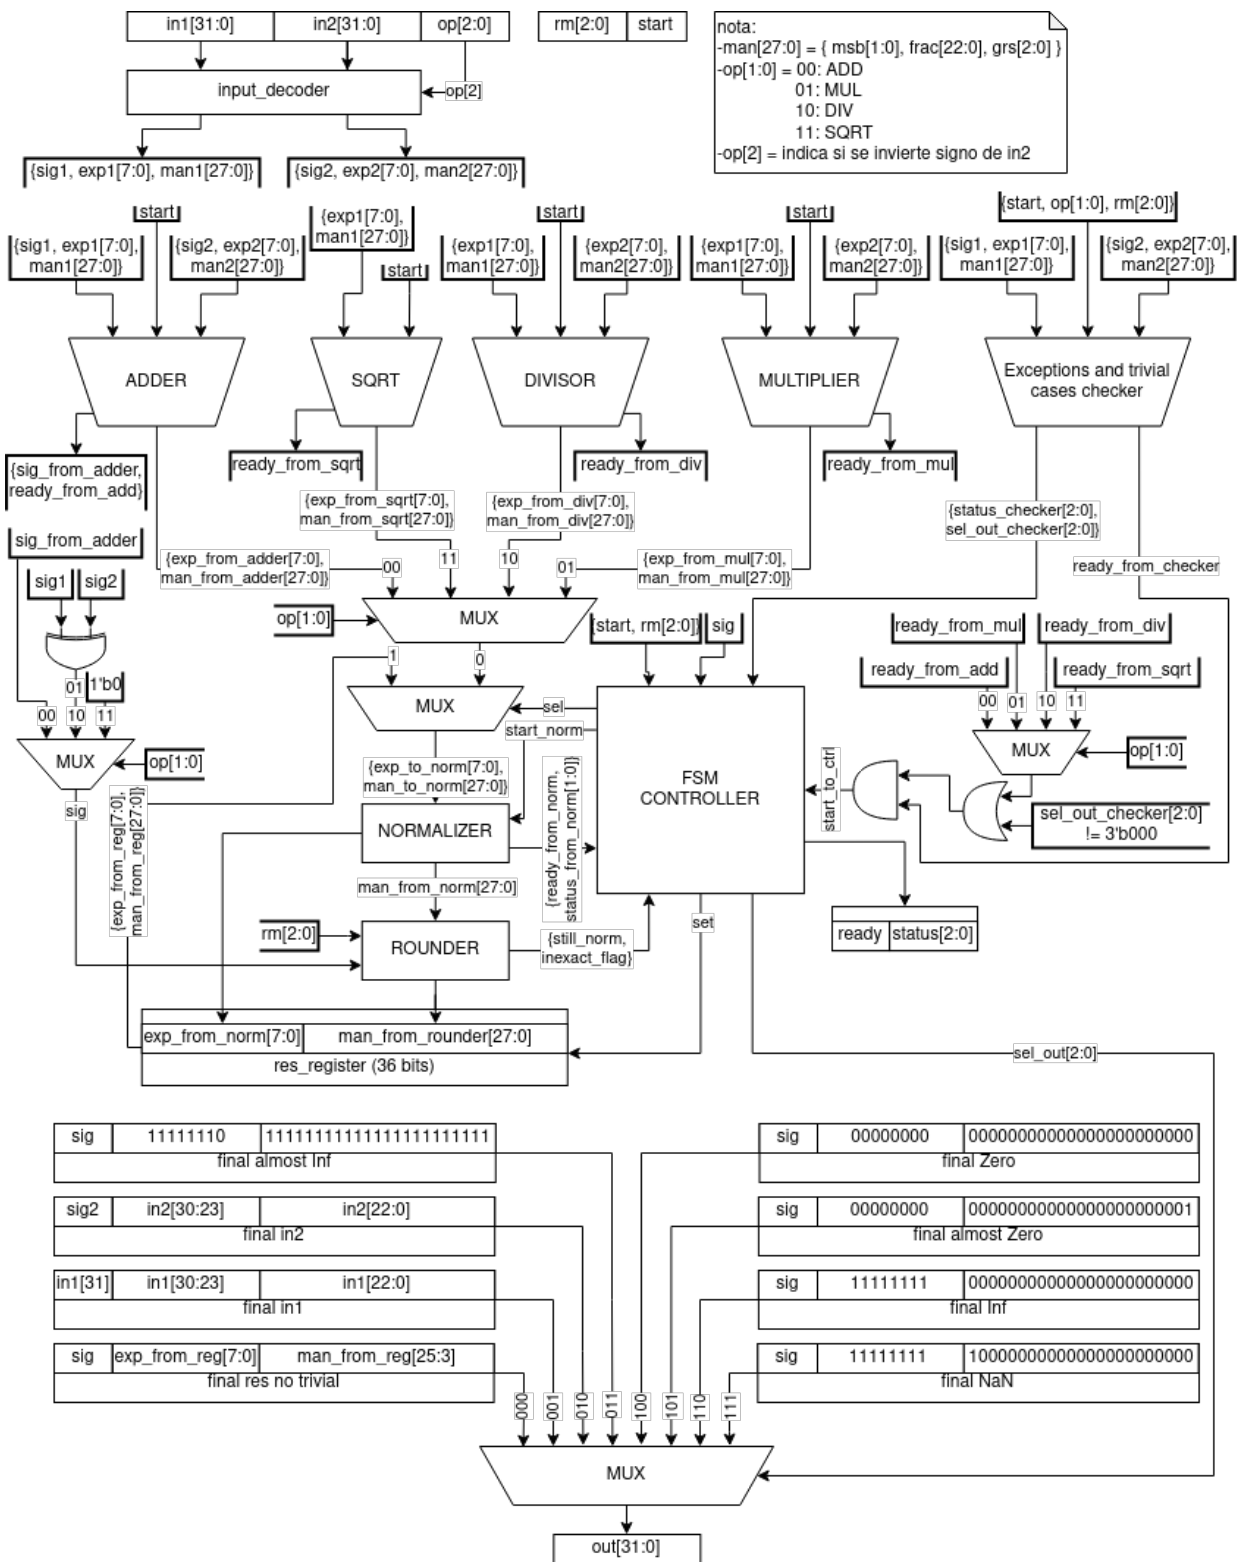 in1[31:0]
in2[31:0]
op[2:0]
rm[2:0]
start
nota:
-man[27:0] = { msb[1:0], frac[22:0], grs[2:0] }
-op[1:0] = 00: ADD
01: MUL
10: DIV
11: SQRT
-op[2] = indica si se invierte signo de in2
input_decoder
op[2]
{sig1, exp1[7:0], man1[27:0]}
{sig2, exp2[7:0], man2[27:0]}
start
{sig1, exp1[7:0],
man1[27:0]}
{sig2, exp2[7:0],
man2[27:0]}
{exp1[7:0],
man1[27:0]}
start
start
{exp1[7:0],
man1[27:0]}
{exp2[7:0],
man2[27:0]}
start
{exp1[7:0],
man1[27:0]}
{exp2[7:0],
man2[27:0]}
{start, op[1:0], rm[2:0]}
{sig1, exp1[7:0],
man1[27:0]}
{sig2, exp2[7:0],
man2[27:0]}
ADDER
SQRT
DIVISOR
MULTIPLIER
Exceptions and trivial
cases checker
{sig_from_adder,
ready_from_add}
ready_from_sqrt
ready_from_div
ready_from_mul
{exp_from_sqrt[7:0],
man_from_sqrt[27:0]}
{exp_from_div[7:0],
man_from_div[27:0]}
{status_checker[2:0],
sel_out_checker[2:0]}
sig_from_adder
{exp_from_adder[7:0],
man_from_adder[27:0]}
{exp_from_mul[7:0],
man_from_mul[27:0]}
ready_from_checker
00
11
10
01
sig1
sig2
op[1:0]
MUX
{start, rm[2:0]}
sig
ready_from_mul
ready_from_div
ready_from_add
ready_from_sqrt
1
0
01
1'b0
00
10
11
00
01
10
11
MUX
sel
start_norm
MUX
op[1:0]
MUX
op[1:0]
{exp_to_norm[7:0],
man_to_norm[27:0]}
FSM
CONTROLLER
start_to_ctrl
sel_out_checker[2:0]
!= 3'b000
sig
{exp_from_reg[7:0],
man_from_reg[27:0]}
NORMALIZER
{ready_from_norm,
status_from_norm[1:0]}
man_from_norm[27:0]
rm[2:0]
ROUNDER
{still_norm,
inexact_flag}
set
ready
status[2:0]
exp_from_norm[7:0]
man_from_rounder[27:0]
res_register (36 bits)
sel_out[2:0]
sig
11111110
11111111111111111111111
final almost Inf
sig
00000000
00000000000000000000000
final Zero
sig2
in2[30:23]
in2[22:0]
final in2
sig
00000000
00000000000000000000001
final almost Zero
in1[31]
in1[30:23]
in1[22:0]
final in1
sig
11111111
00000000000000000000000
final Inf
sig
exp_from_reg[7:0]
man_from_reg[25:3]
final res no trivial
sig
11111111
10000000000000000000000
final NaN
000
001
010
011
100
101
110
111
MUX
out[31:0]